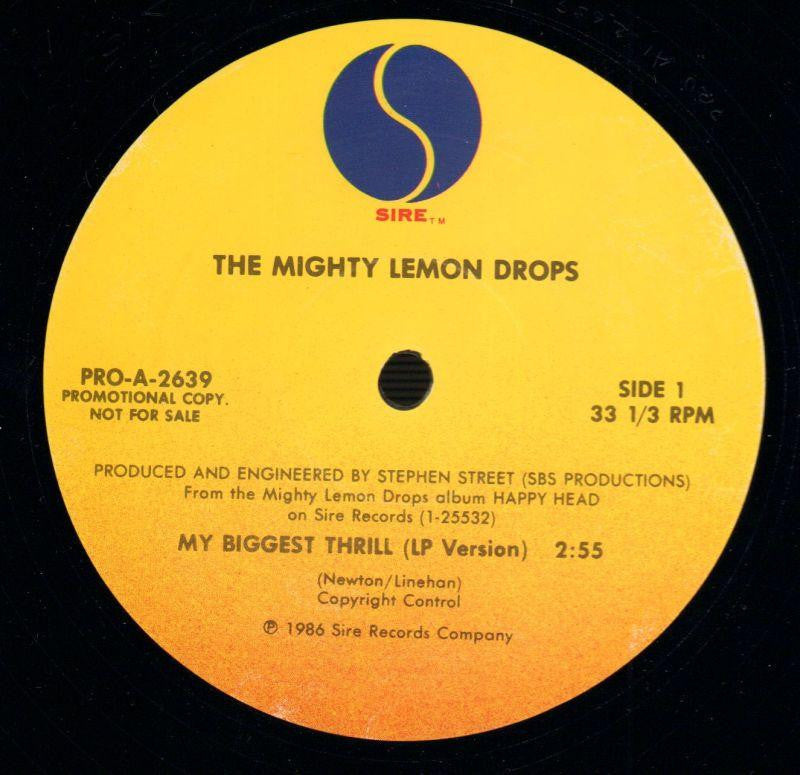 SIRE TM
THE MIGHTY LEMON DROPS
PRO-A-2639
PROMOTIONAL COPY.
NOT FOR SALE
SIDE 1
33 1/3 RPM
PRODUCED AND ENGINEERED BY STEPHEN STREET (SBS PRODUCTIONS)
From the Mighty Lemon Drops album HAPPY HEAD
on Sire Records (1-25532)
MY BIGGEST THRILL (LP Version) 2:55
(Newton/Linehan)
Copyright Control
℗ 1986 Sire Records Company